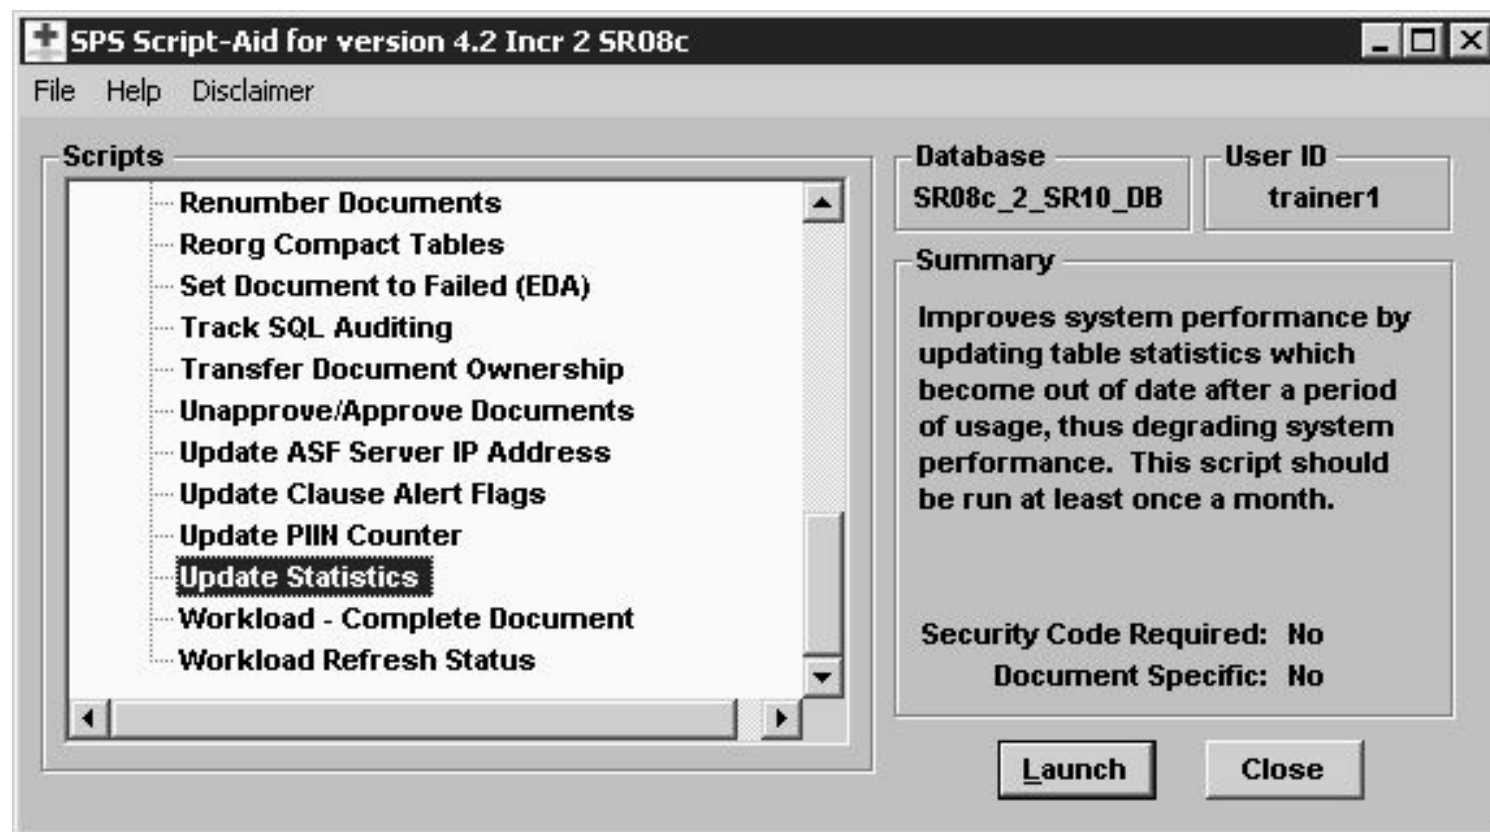 SPS Script-Aid for version 4.2 Incr 2 SR08c
File Help Disclaimer
Scripts
Renumber Documents
Reorg Compact Tables
Set Document to Failed (EDA)
Track SQL Auditing
Transfer Document Ownership
Unapprove/Approve Documents
Update ASF Server IP Address
Update Clause Alert Flags
Update PIIN Counter
Update Statistics
Workload - Complete Document
Workload Refresh Status
Database
SR08c_2_SR10_DB
User ID
trainer1
Summary
Improves system performance by
updating table statistics which
become out of date after a period
of usage, thus degrading system
performance. This script should
be run at least once a month.
Security Code Required: No
Document Specific: No
Launch
Close